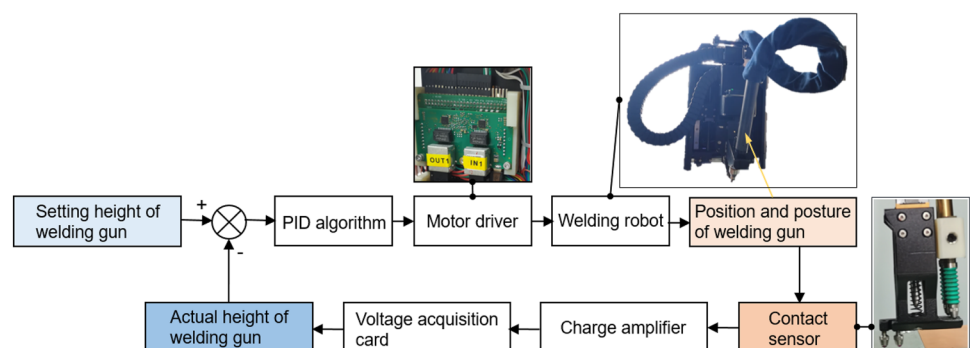 +
Setting height of
welding gun
PID algorithm
Motor driver
OUT1
IN1
Welding robot
Position and posture
of welding gun
-
Actual height of
welding gun
Voltage acquisition
card
Charge amplifier
Contact
sensor